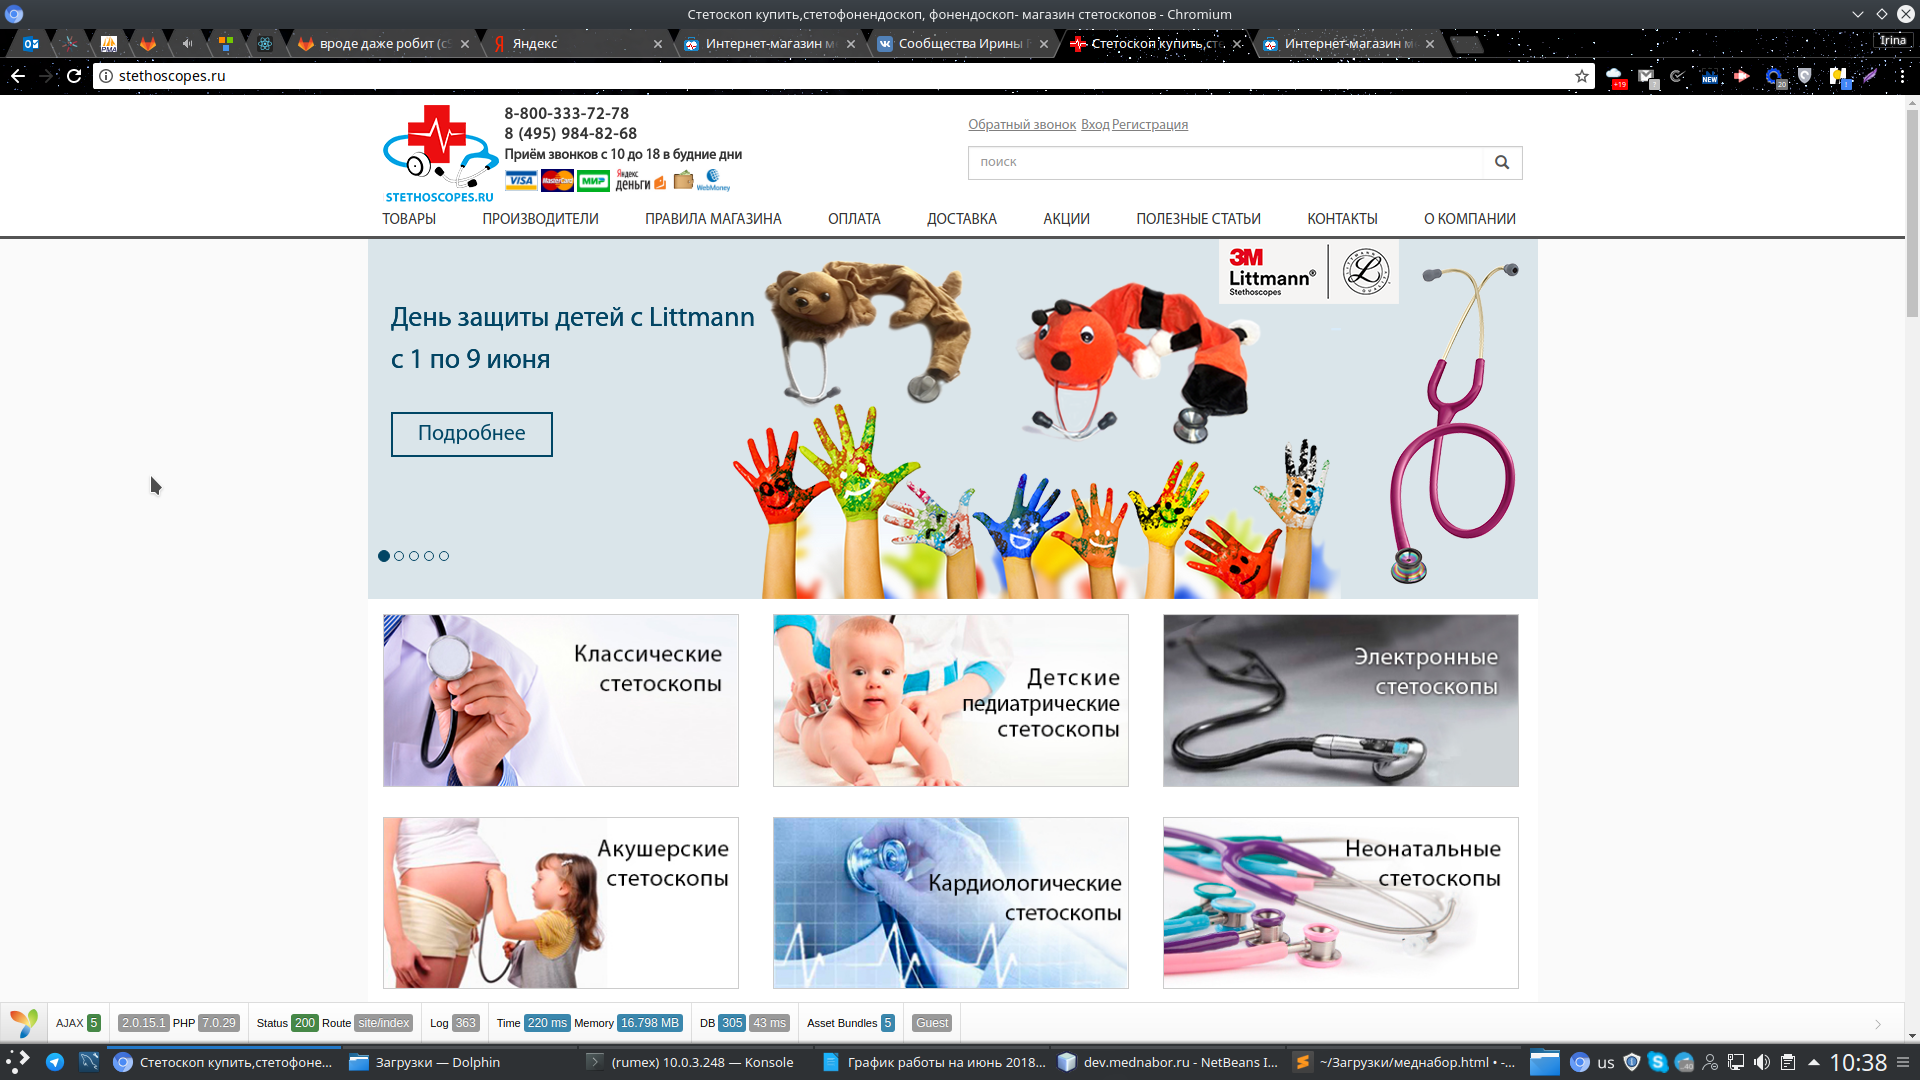 Стетоскоп купить,стетофонендоскоп, фонендоскоп- магазин стетоскопов - Chromium
вроде даже робит (c9
Яндекс
Интернет-магазин м
Сообщества Ирины
Стетоскоп купить,сте
Интернет-магазин м
Irina
stethoscopes.ru
+19
NEW
20
8-800-333-72-78
8 (495) 984-82-68
Приём звонков с 10 до 18 в будние дни
VISA MasterCard МИР Яндекс деньги WebMoney
STETHOSCOPES.RU
Обратный звонок Вход Регистрация
поиск
ТОВАРЫ ПРОИЗВОДИТЕЛИ ПРАВИЛА МАГАЗИНА ОПЛАТА ДОСТАВКА АКЦИИ ПОЛЕЗНЫЕ СТАТЬИ КОНТАКТЫ О КОМПАНИИ
3M
Littmann®
Stethoscopes
День защиты детей с Littmann
с 1 по 9 июня
Подробнее
Классические
стетоскопы
Детские
педиатрические
стетоскопы
Электронные
стетоскопы
Акушерские
стетоскопы
Кардиологические
стетоскопы
Неонатальные
стетоскопы
AJAX 5 2.0.15.1 PHP 7.0.29 Status 200 Route site/index Log 363 Time 220 ms Memory 16.798 MB DB 305 43 ms Asset Bundles 5 Guest
Стетоскоп купить,стетофоне...
Загрузки — Dolphin
(rumex) 10.0.3.248 — Konsole
График работы на июнь 2018...
dev.mednabor.ru - NetBeans I...
~/Загрузки/меднабор.html • -...
us
10:38